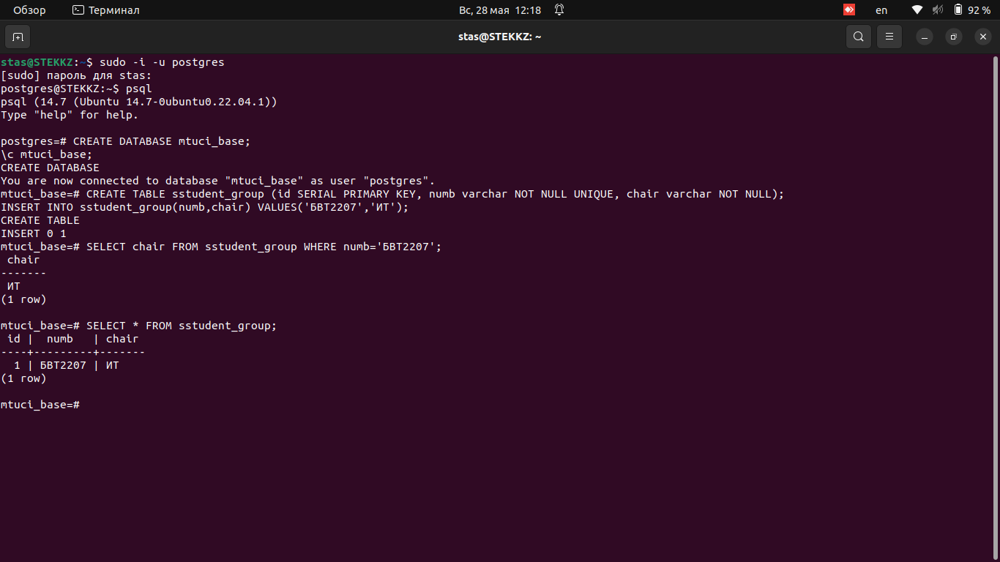 Обзор Терминал Вс, 28 мая 12:18 en 92 %
stas@STEKKZ: ~
stas@STEKKZ:~$ sudo -i -u postgres
[sudo] пароль для stas:
postgres@STEKKZ:~$ psql
psql (14.7 (Ubuntu 14.7-0ubuntu0.22.04.1))
Type "help" for help.
postgres=# CREATE DATABASE mtuci_base;
\c mtuci_base;
CREATE DATABASE
You are now connected to database "mtuci_base" as user "postgres".
mtuci_base=# CREATE TABLE sstudent_group (id SERIAL PRIMARY KEY, numb varchar NOT NULL UNIQUE, chair varchar NOT NULL);
INSERT INTO sstudent_group(numb,chair) VALUES('БВТ2207','ИТ');
CREATE TABLE
INSERT 0 1
mtuci_base=# SELECT chair FROM sstudent_group WHERE numb='БВТ2207';
 chair
-------
 ИТ
(1 row)
mtuci_base=# SELECT * FROM sstudent_group;
 id |  numb   | chair
----+---------+-------
  1 | БВТ2207 | ИТ
(1 row)
mtuci_base=#